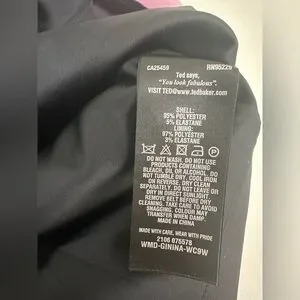 CA25459 RN95229
Ted says,
"You look fabulous".
VISIT TED@WWW.TEDBAKER.COM
SHELL:
95% POLYESTER
5% ELASTANE
LINING:
97% POLYESTER
3% ELASTANE
DO NOT WASH. DO NOT USE
PRODUCTS CONTAINING
BLEACH, OIL OR ALCOHOL. DO
NOT TUMBLE DRY. COOL IRON
ON REVERSE. DRY CLEAN
SEPARATELY. DO NOT LEAVE OR
DRY IN DIRECT SUNLIGHT.
REMOVE BELT BEFORE DRY
CLEANING. TAKE CARE TO AVOID
SNAGGING. COLOUR MAY
TRANSFER WHEN DAMP.
MADE IN CHINA
MADE WITH CARE. WEAR WITH PRIDE
2106 075578
WMD-GININA-WC9W